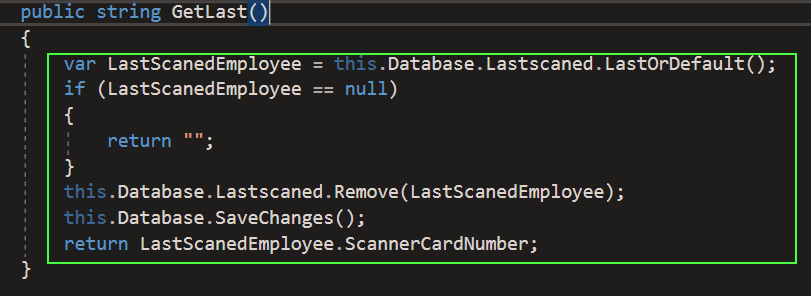 public string GetLast()
{
var LastScanedEmployee = this.Database.Lastscaned.LastOrDefault();
if (LastScanedEmployee == null)
{
return "";
}
this.Database.Lastscaned.Remove(LastScanedEmployee);
this.Database.SaveChanges();
return LastScanedEmployee.ScannerCardNumber;
}